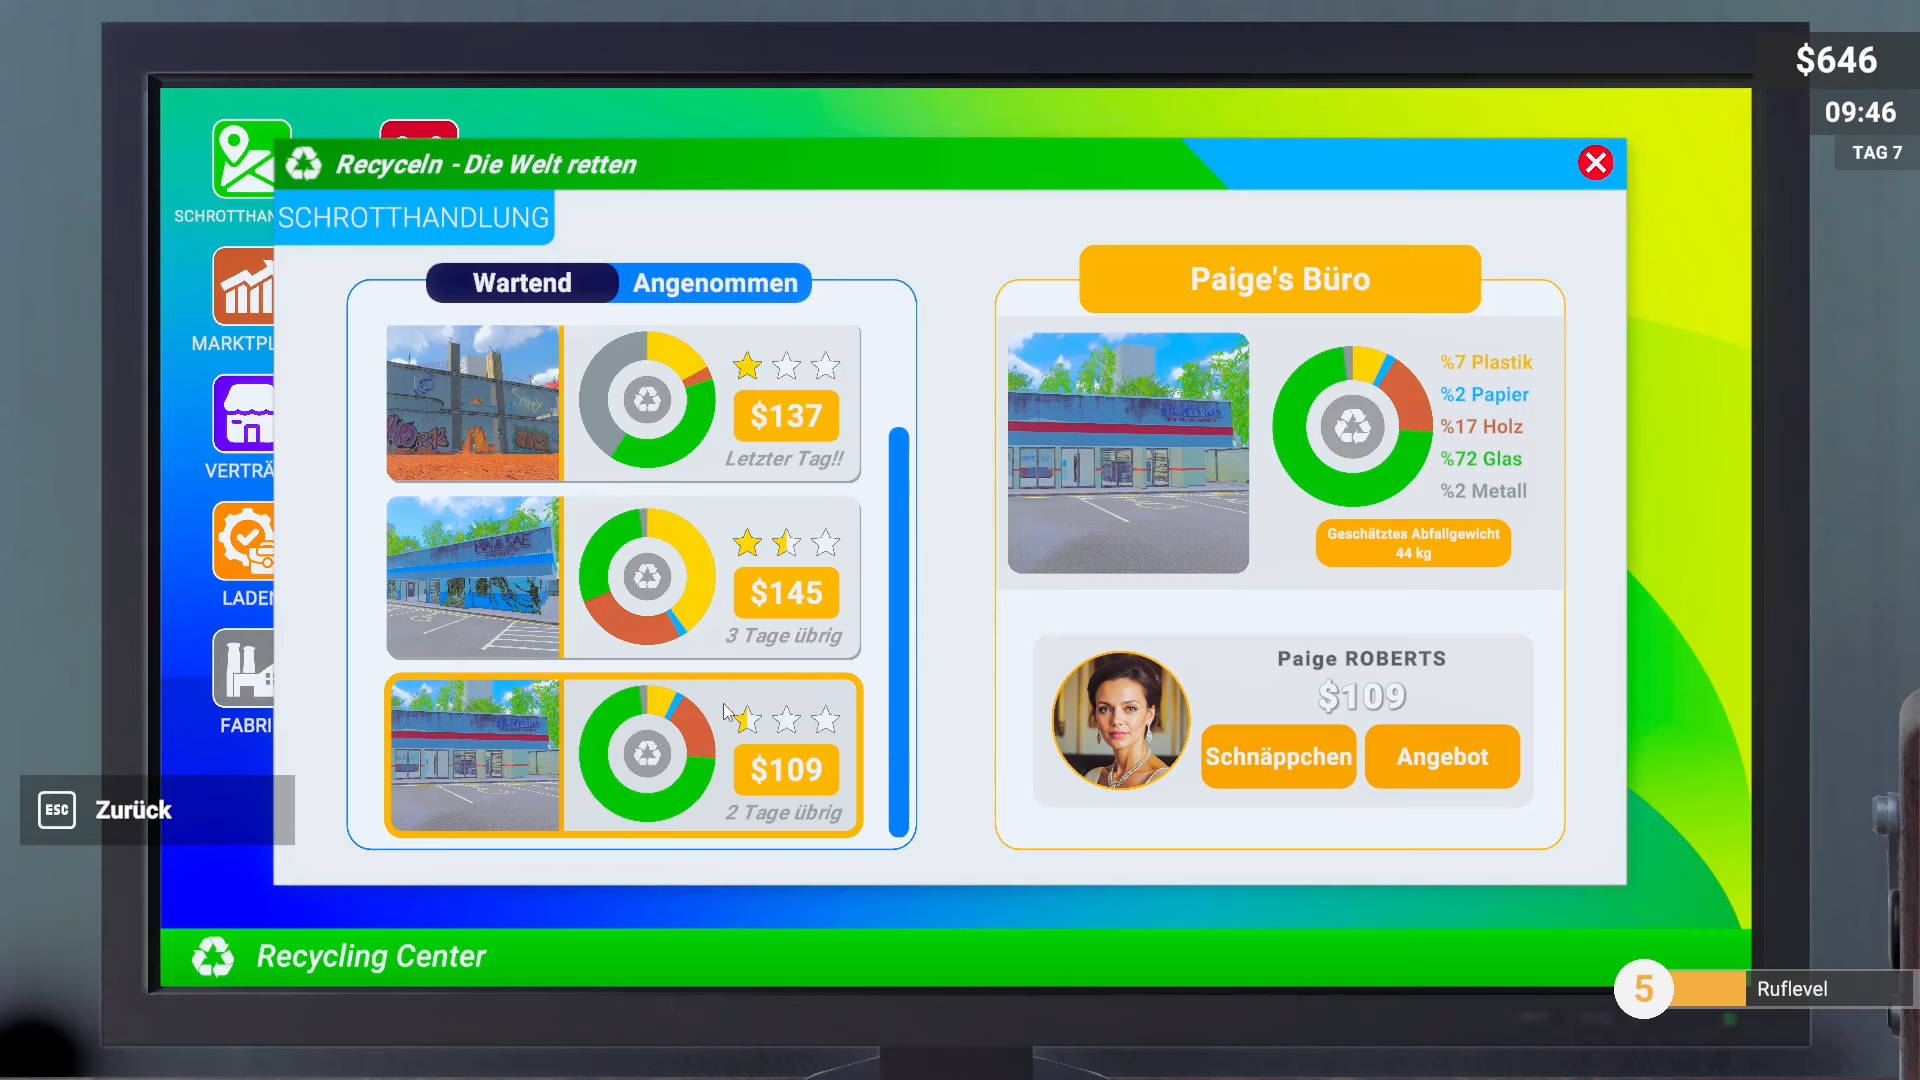 $646
09:46
TAG 7
Recyceln - Die Welt retten
SCHROTTHAN
SCHROTTHANDLUNG
MARKTPL
VERTRÄ
LADEN
FABRI
Wartend
Angenommen
$137
Letzter Tag!!
$145
3 Tage übrig
$109
2 Tage übrig
Paige's Büro
%7 Plastik
%2 Papier
%17 Holz
%72 Glas
%2 Metall
Geschätztes Abfallgewicht
44 kg
Paige ROBERTS
$109
Schnäppchen
Angebot
ESC Zurück
Recycling Center
5 Ruflevel